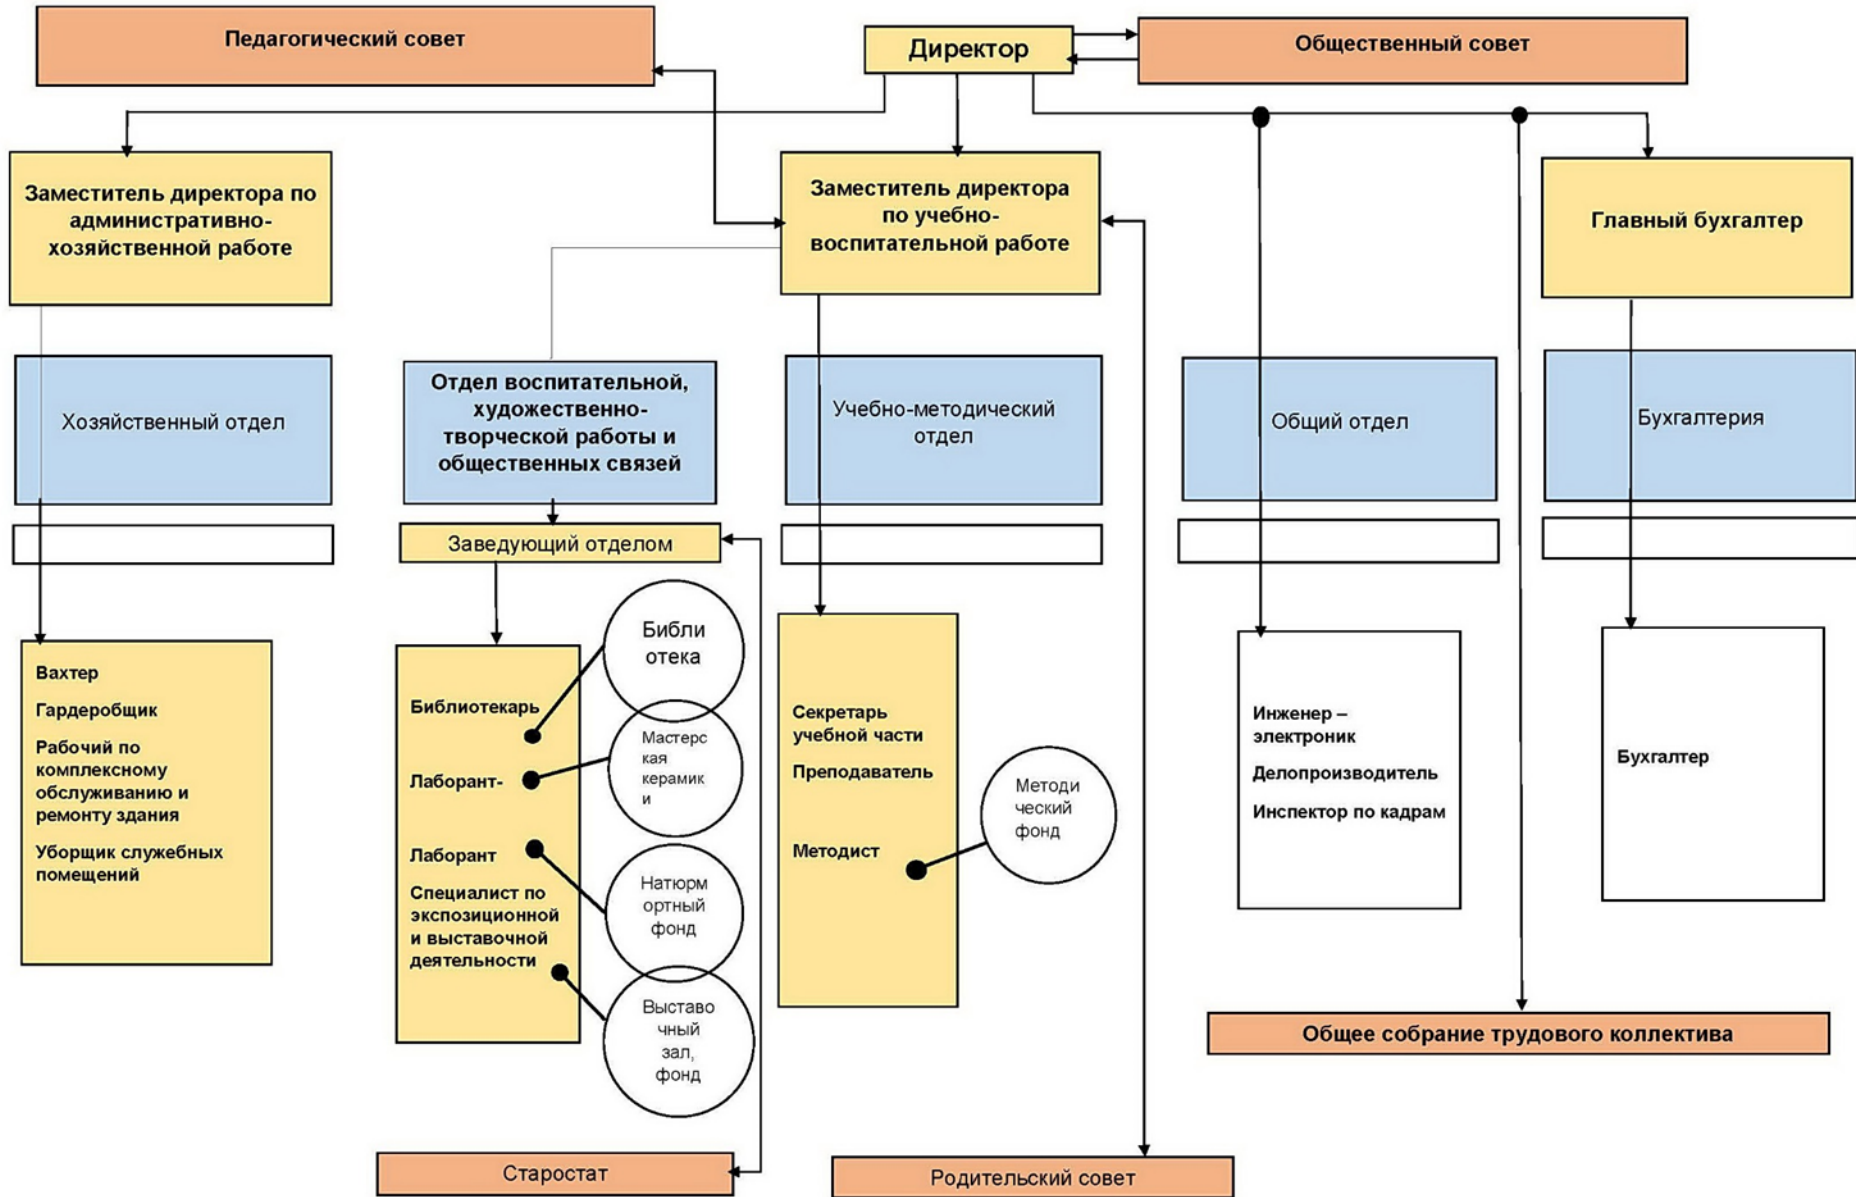 Педагогический совет
Директор
Общественный совет
Заместитель директора по
административно-
хозяйственной работе
Заместитель директора
по учебно-
воспитательной работе
Главный бухгалтер
Хозяйственный отдел
Отдел воспитательной,
художественно-
творческой работы и
общественных связей
Учебно-методический
отдел
Общий отдел
Бухгалтерия
Заведующий отделом
Вахтер
Гардеробщик
Рабочий по
комплексному
обслуживанию и
ремонту здания
Уборщик служебных
помещений
Библиотекарь
Лаборант-
Лаборант
Специалист по
экспозиционной
и выставочной
деятельности
Библи
отека
Мастерс
кая
керамик
и
Натюрм
ортный
фонд
Выставо
чный
зал,
фонд
Секретарь
учебной части
Преподаватель
Методист
Методи
ческий
фонд
Инженер –
электроник
Делопроизводитель
Инспектор по кадрам
Бухгалтер
Общее собрание трудового коллектива
Старостат
Родительский совет